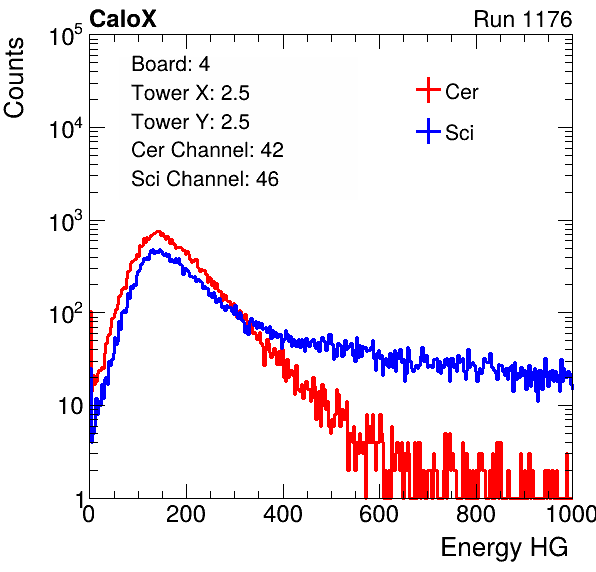 CaloX Run 1176
Counts
10^5
10^4
10^3
10^2
10
1
Board: 4
Tower X: 2.5
Tower Y: 2.5
Cer Channel: 42
Sci Channel: 46
Cer
Sci
0 200 400 600 800 1000
Energy HG